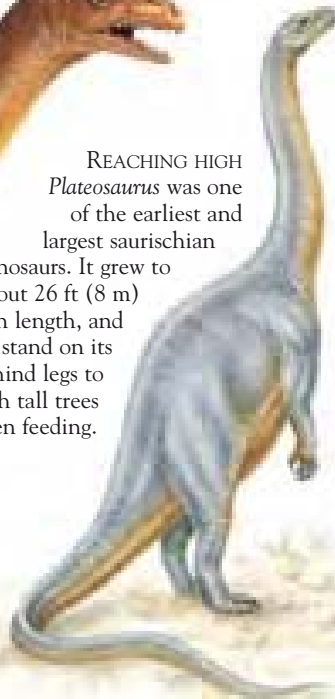 REACHING HIGH
Plateosaurus was one
of the earliest and
largest saurischian
nosaurs. It grew to
out 26 ft (8 m)
n length, and
stand on its
ind legs to
h tall trees
en feeding.